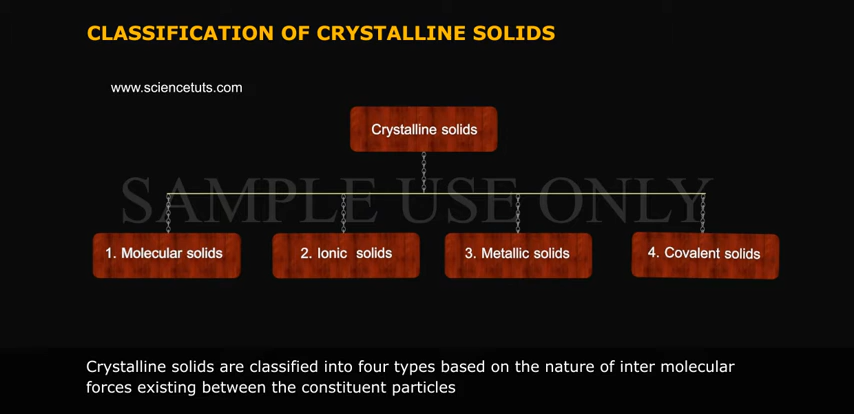 CLASSIFICATION OF CRYSTALLINE SOLIDS
www.sciencetuts.com
Crystalline solids
SAMPLE USE ONLY
1. Molecular solids
2. Ionic solids
3. Metallic solids
4. Covalent solids
Crystalline solids are classified into four types based on the nature of inter molecular
forces existing between the constituent particles